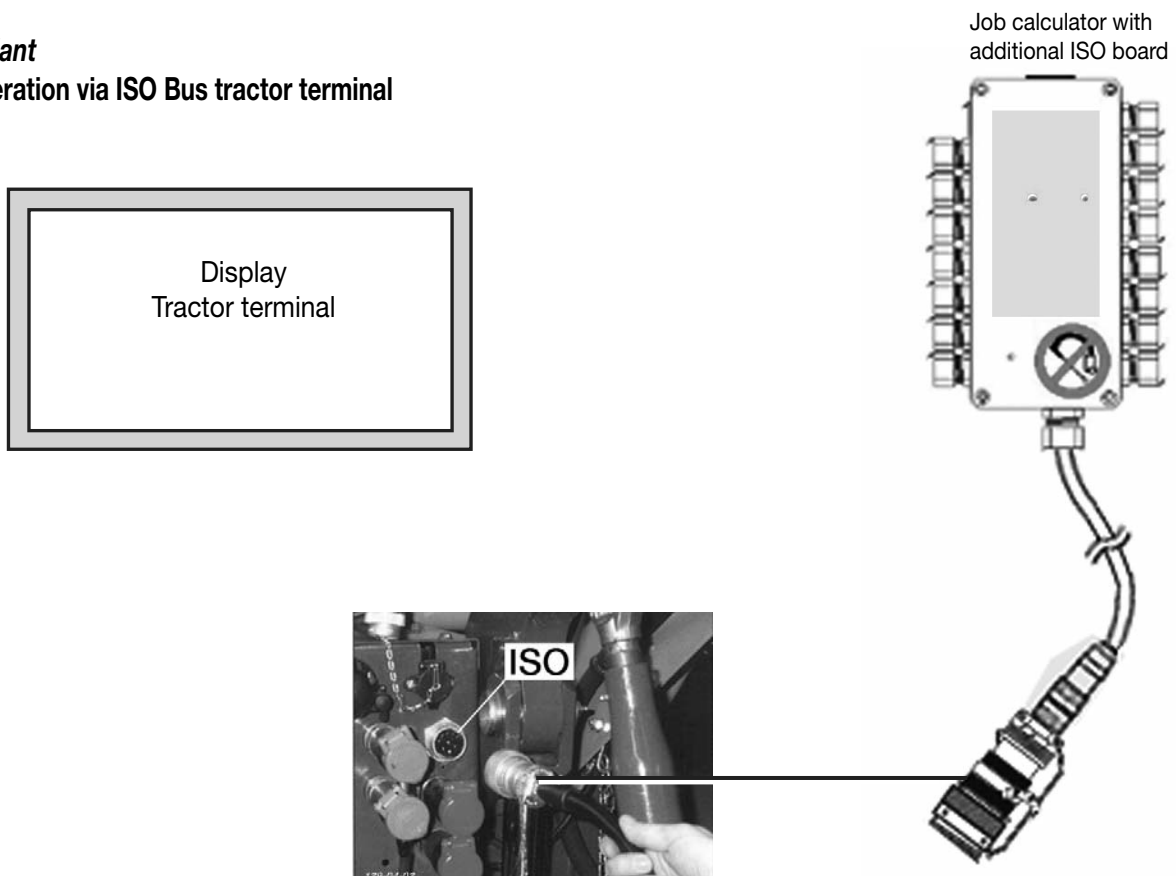 ant
eration via ISO Bus tractor terminal
Job calculator with
additional ISO board
Display
Tractor terminal
ISO